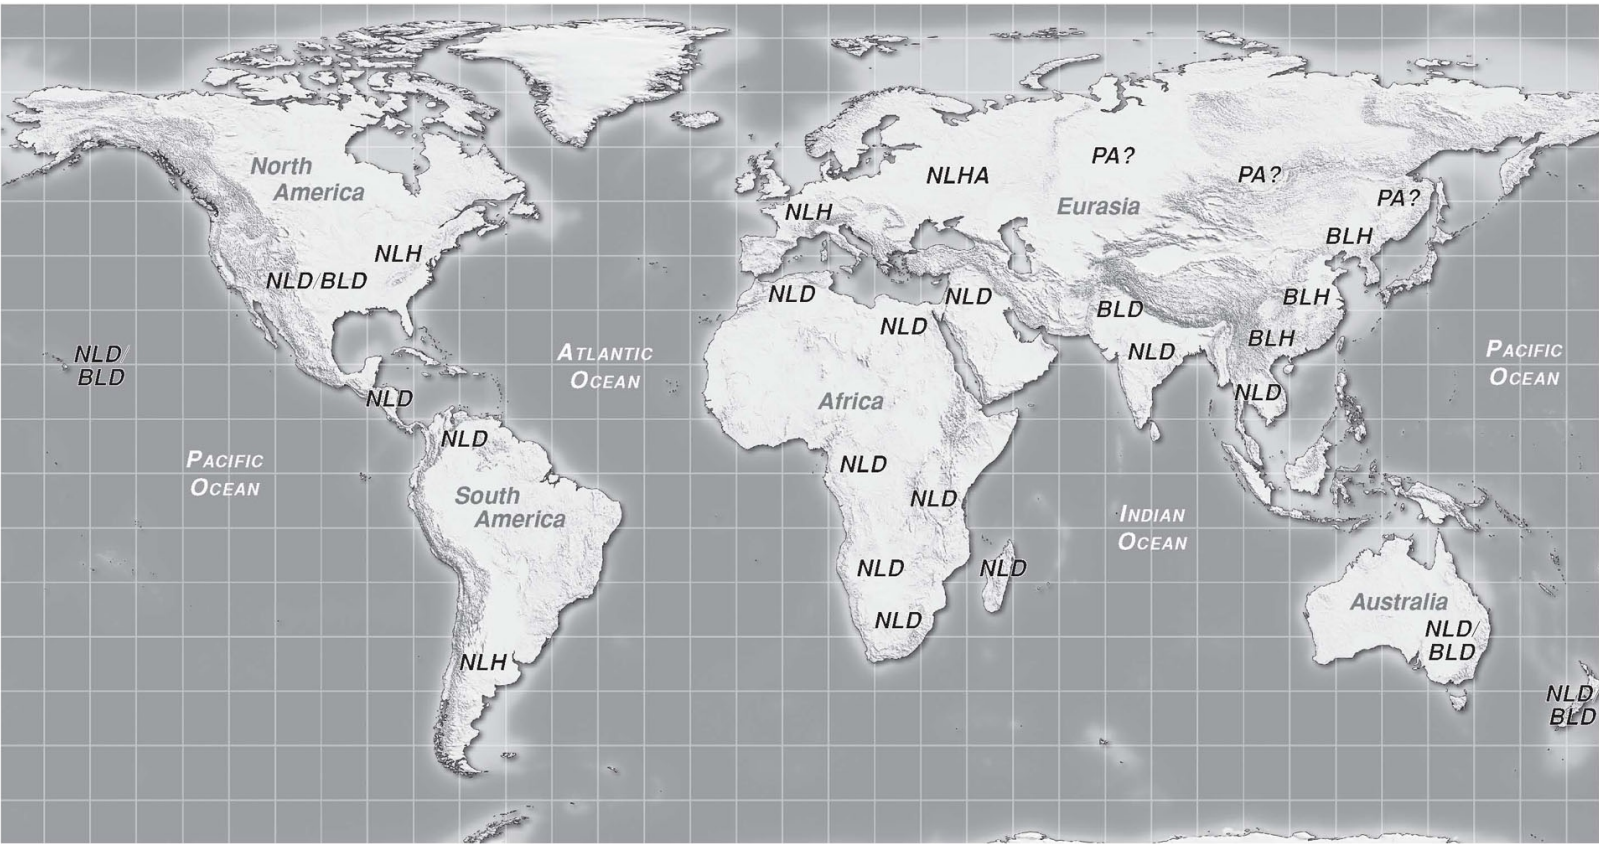 PA?
North
America
NLHA
PA?
PA?
Eurasia
NLH
BLH
NLH
NLD/BLD
NLD
NLD
BLD
BLH
NLD
BLH
NLD/
BLD
ATLANTIC
OCEAN
NLD
PACIFIC
OCEAN
NLD
Africa
NLD
NLD
PACIFIC
OCEAN
NLD
South
America
NLD
INDIAN
OCEAN
NLD
NLD
NLD
Australia
NLD/
BLD
NLD
NLH
NLD/
BLD